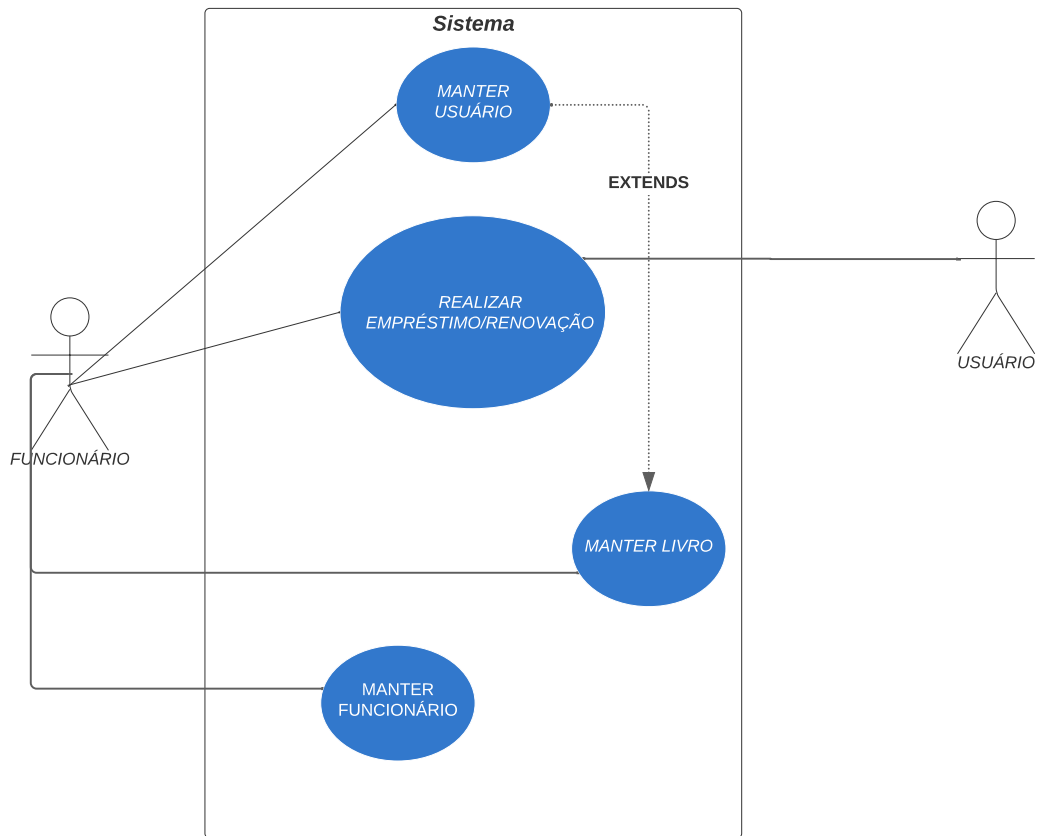 Sistema
MANTER
USUÁRIO
EXTENDS
REALIZAR
EMPRÉSTIMO/RENOVAÇÃO
USUÁRIO
FUNCIONÁRIO
MANTER LIVRO
MANTER
FUNCIONÁRIO